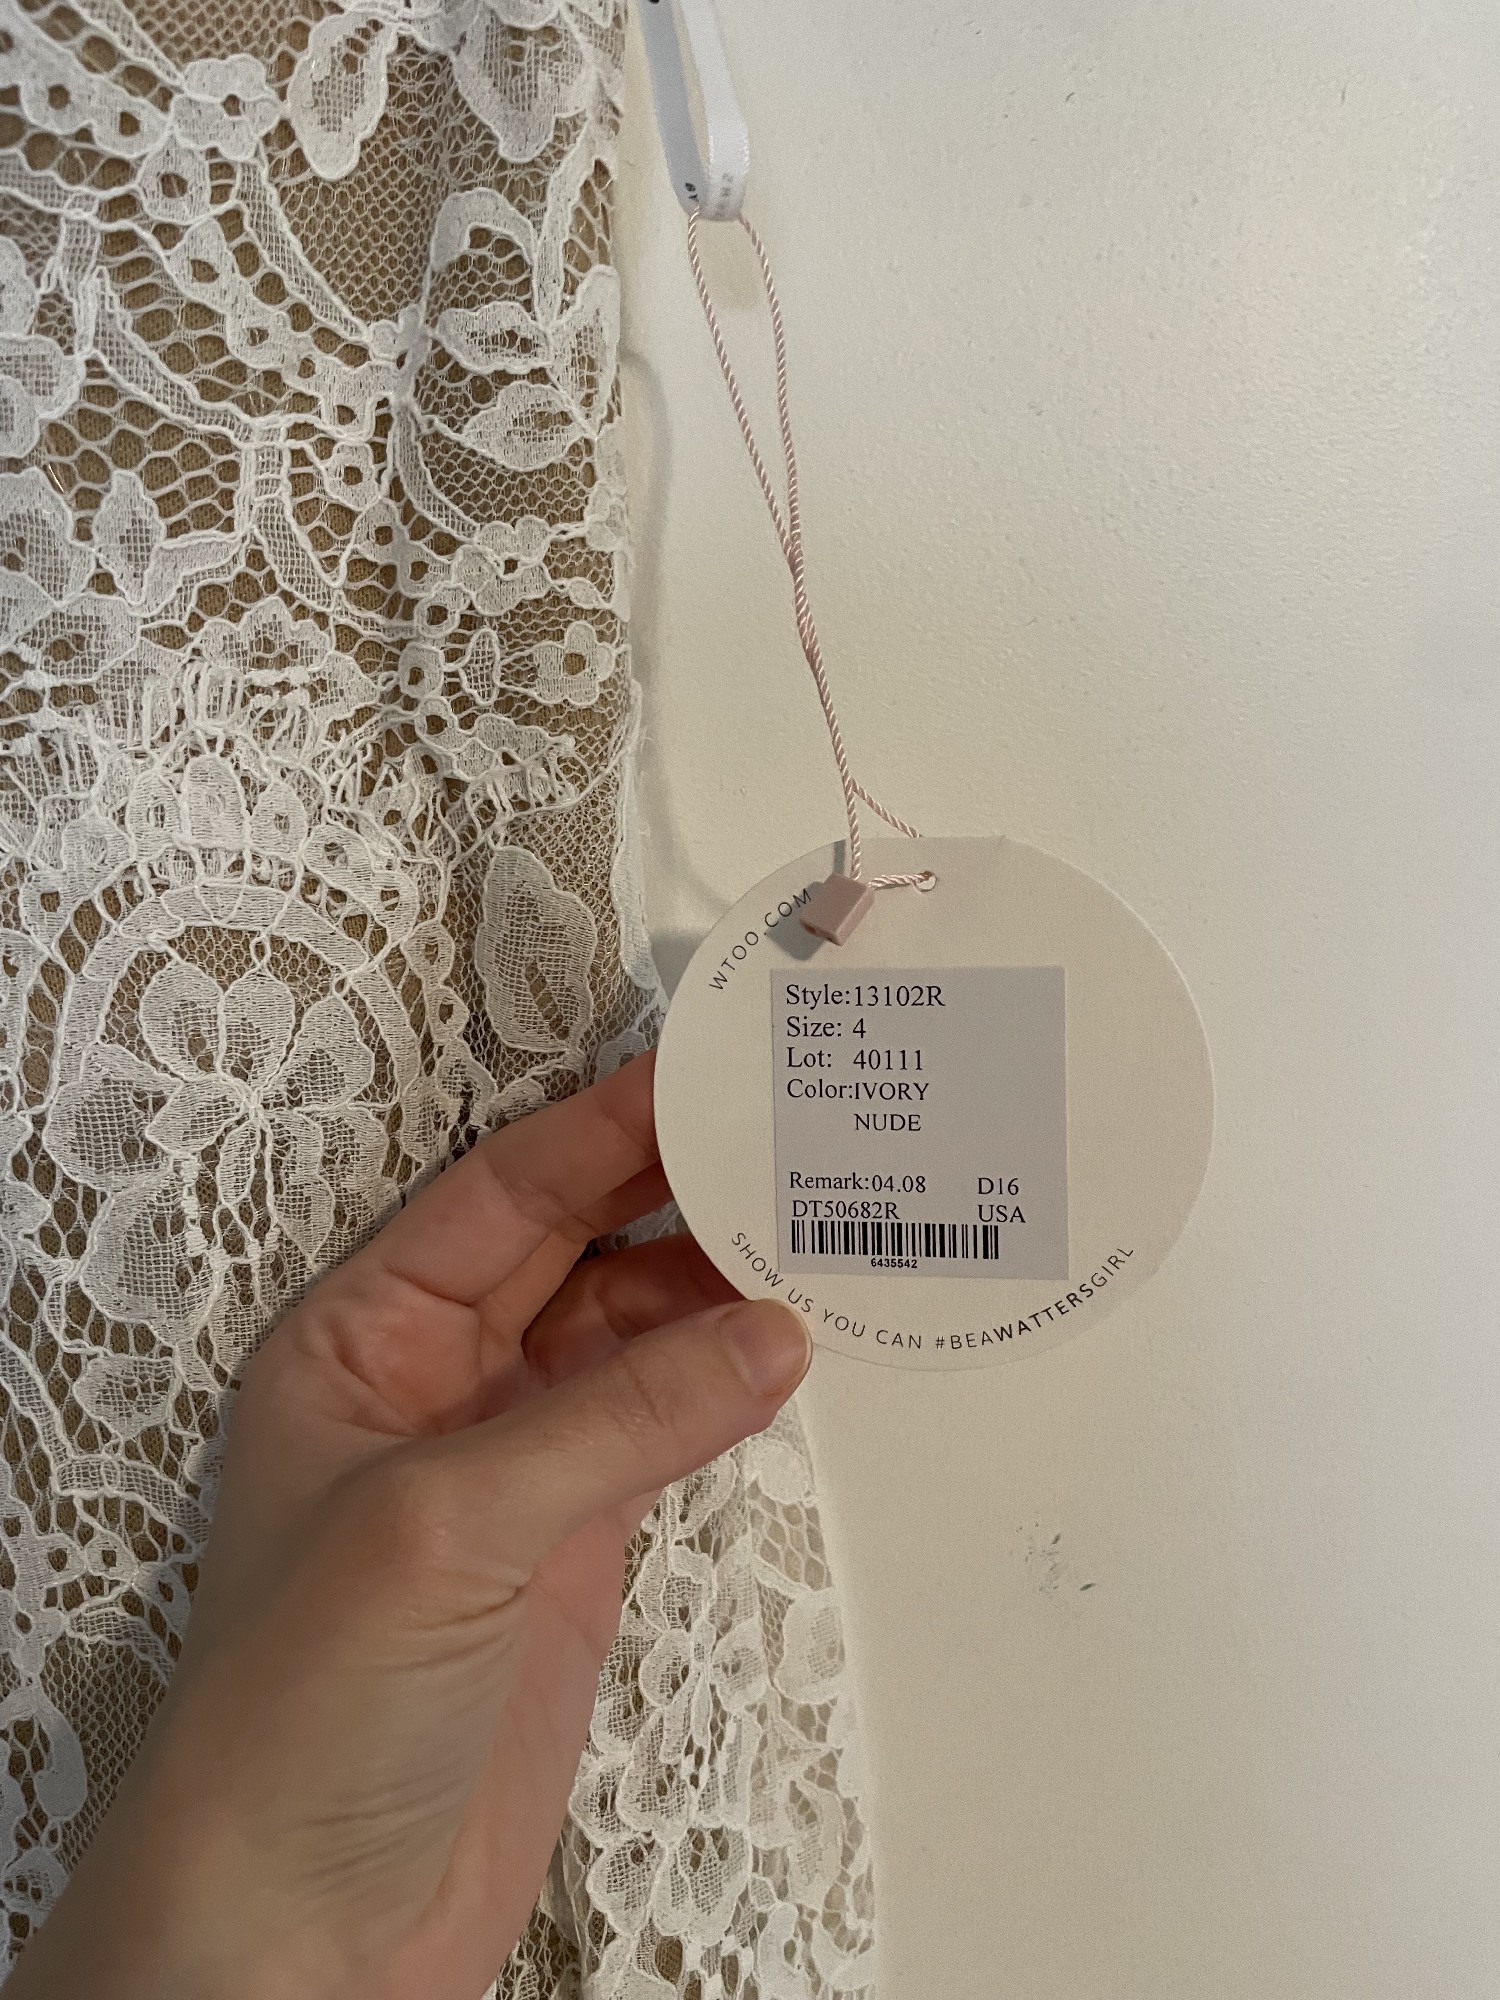 BY
WTOO.COM
Style:13102R
Size: 4
Lot: 40111
Color:IVORY
NUDE
Remark:04.08 D16
DT50682R USA
6435542
SHOW US YOU CAN #BEAWATTERSGIRL